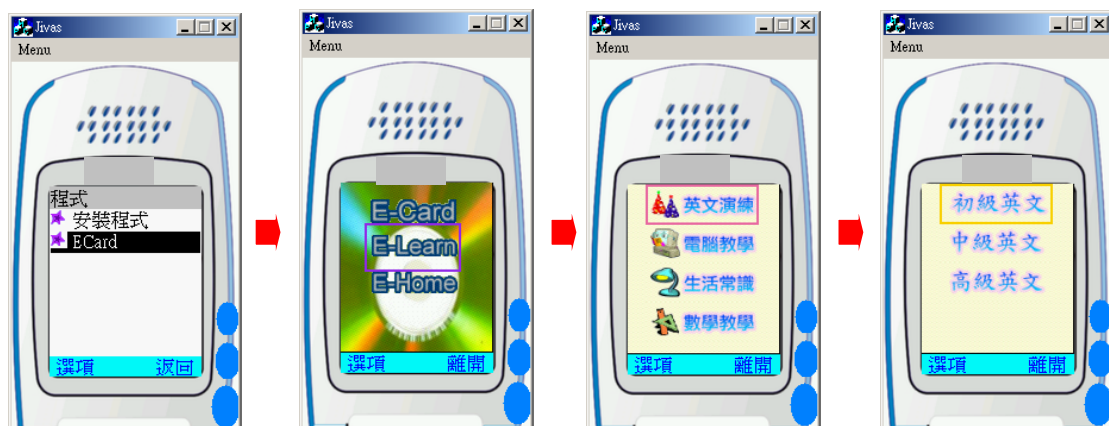 Jivas
Menu
程式
安裝程式
ECard
選項 返回
Jivas
Menu
E-Card
E-Learn
E-Home
選項 離開
Jivas
Menu
英文演練
電腦教學
生活常識
數學教學
選項 離開
Jivas
Menu
初級英文
中級英文
高級英文
選項 離開